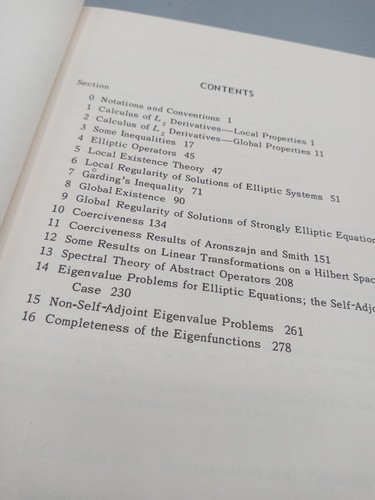 CONTENTS
Section
0 Notations and Conventions 1
1 Calculus of L₂ Derivatives—Local Properties 1
2 Calculus of L₂ Derivatives—Global Properties 11
3 Some Inequalities 17
4 Elliptic Operators 45
5 Local Existence Theory 47
6 Local Regularity of Solutions of Elliptic Systems 51
7 Gårding's Inequality 71
8 Global Existence 90
9 Global Regularity of Solutions of Strongly Elliptic Equation
10 Coerciveness 134
11 Coerciveness Results of Aronszajn and Smith 151
12 Some Results on Linear Transformations on a Hilbert Spac
13 Spectral Theory of Abstract Operators 208
14 Eigenvalue Problems for Elliptic Equations; the Self-Adjo
Case 230
15 Non-Self-Adjoint Eigenvalue Problems 261
16 Completeness of the Eigenfunctions 278